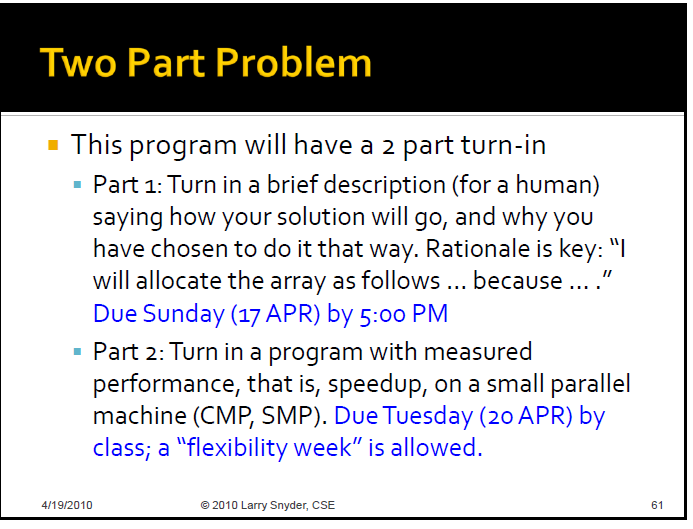 Two Part Problem
This program will have a 2 part turn-in
Part 1: Turn in a brief description (for a human)
saying how your solution will go, and why you
have chosen to do it that way. Rationale is key: “I
will allocate the array as follows … because … .”
Due Sunday (17 APR) by 5:00 PM
Part 2: Turn in a program with measured
performance, that is, speedup, on a small parallel
machine (CMP, SMP). Due Tuesday (20 APR) by
class; a “flexibility week” is allowed.
4/19/2010 © 2010 Larry Snyder, CSE 61